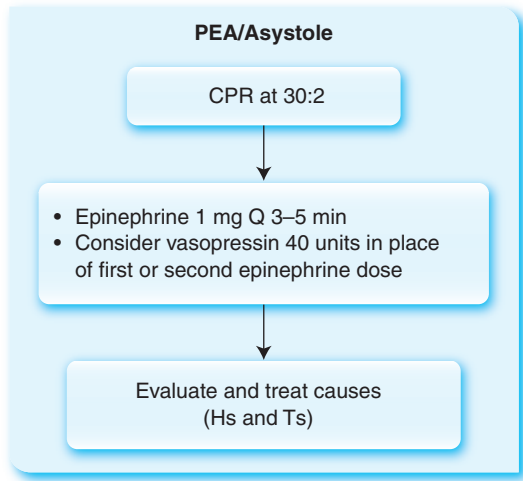 PEA/Asystole
CPR at 30:2
• Epinephrine 1 mg Q 3–5 min
• Consider vasopressin 40 units in place
of first or second epinephrine dose
Evaluate and treat causes
(Hs and Ts)